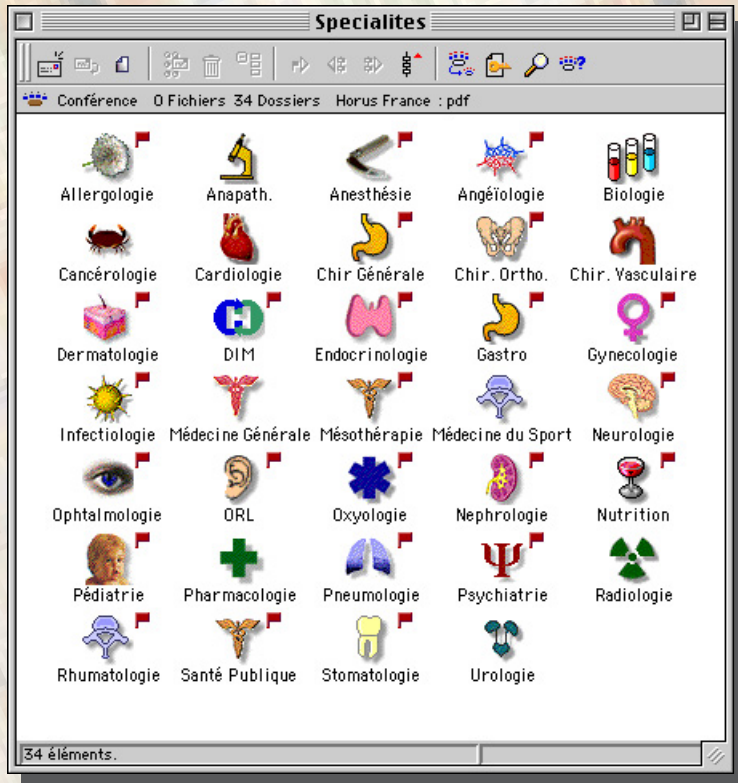 Specialites
Conférence 0 Fichiers 34 Dossiers Horus France : pdf
Allergologie Anapath. Anesthésie Angéïologie Biologie
Cancérologie Cardiologie Chir Générale Chir. Ortho. Chir. Vasculaire
Dermatologie DIM Endocrinologie Gastro Gynecologie
Infectiologie Médecine Générale Mésothérapie Médecine du Sport Neurologie
Ophtalmologie ORL Oxyologie Nephrologie Nutrition
Pédiatrie Pharmacologie Pneumologie Psychiatrie Radiologie
Rhumatologie Santé Publique Stomatologie Urologie
34 éléments.